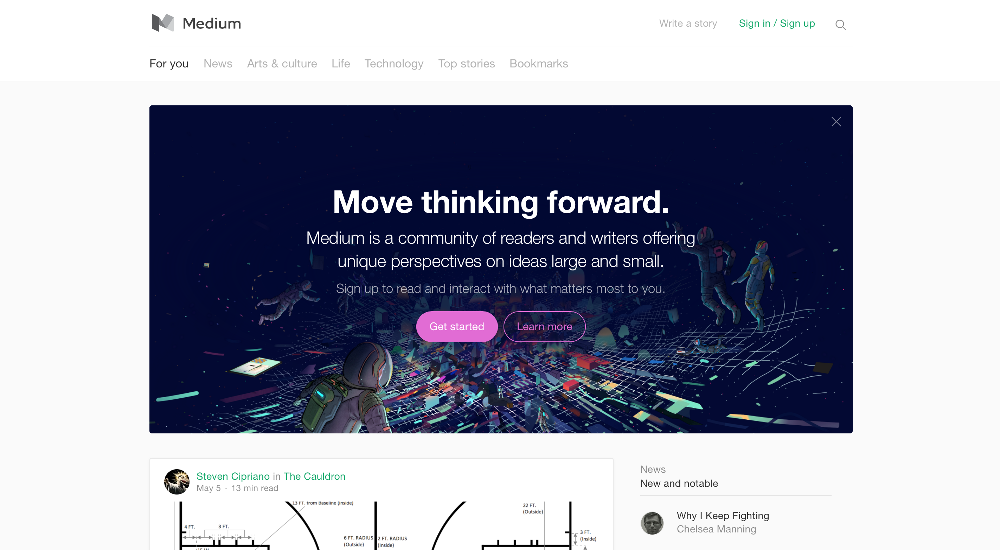 Medium
Write a story
Sign in / Sign up
For you
News
Arts & culture
Life
Technology
Top stories
Bookmarks
Move thinking forward.
Medium is a community of readers and writers offering
unique perspectives on ideas large and small.
Sign up to read and interact with what matters most to you.
Get started
Learn more
Steven Cipriano in The Cauldron
May 5 · 13 min read
13 FT. from Baseline (inside)
22 FT.
(Outside)
4 FT.
3 FT.
6 FT. RADIUS
(Outside)
2 FT. RADIUS
(Inside)
3 FT.
(Inside)
15 IN
News
New and notable
Why I Keep Fighting
Chelsea Manning